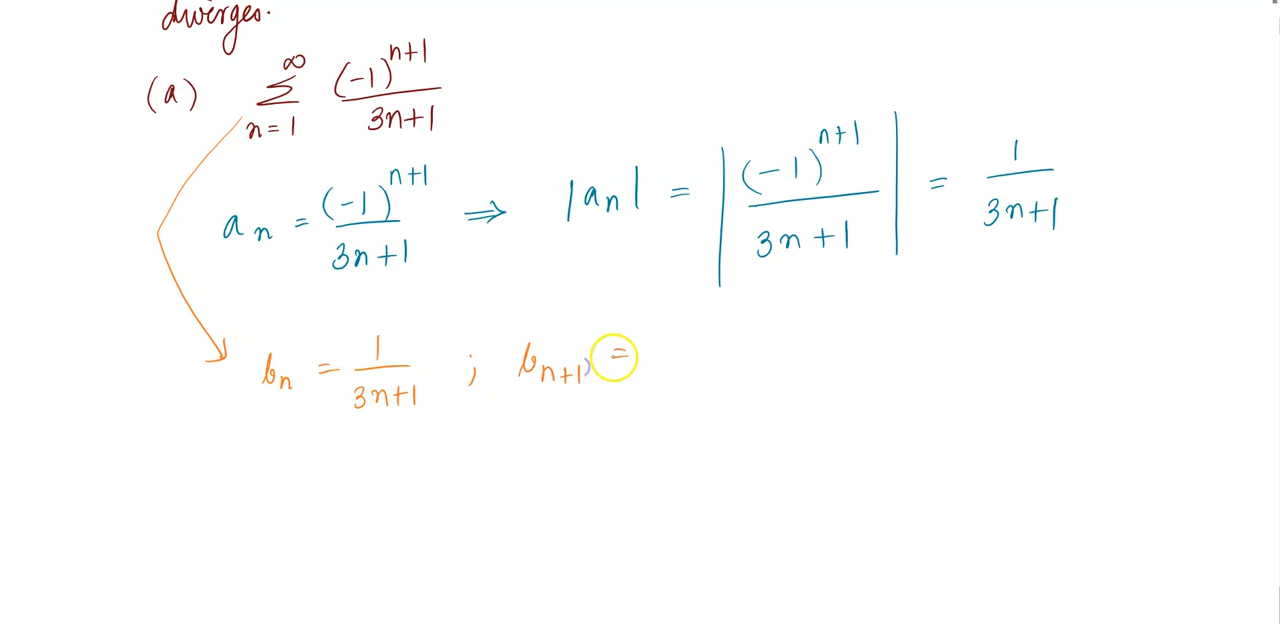 diverges.
(a) ∞ Σ n=1 (-1)^{n+1} / 3n+1
a_n = (-1)^{n+1} / 3n+1 ⇒ |a_n| = | (-1)^{n+1} / 3n+1 | = 1 / 3n+1
b_n = 1 / 3n+1 ; b_{n+1} =